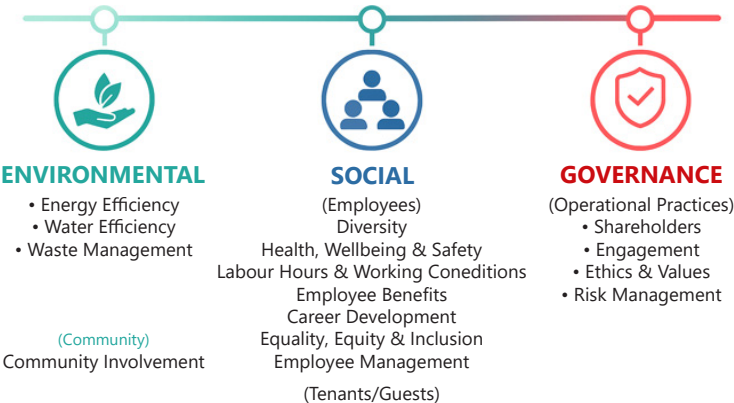 ENVIRONMENTAL
• Energy Efficiency
• Water Efficiency
• Waste Management
(Community)
Community Involvement
SOCIAL
(Employees)
Diversity
Health, Wellbeing & Safety
Labour Hours & Working Coneditions
Employee Benefits
Career Development
Equality, Equity & Inclusion
Employee Management
(Tenants/Guests)
GOVERNANCE
(Operational Practices)
• Shareholders
• Engagement
• Ethics & Values
• Risk Management